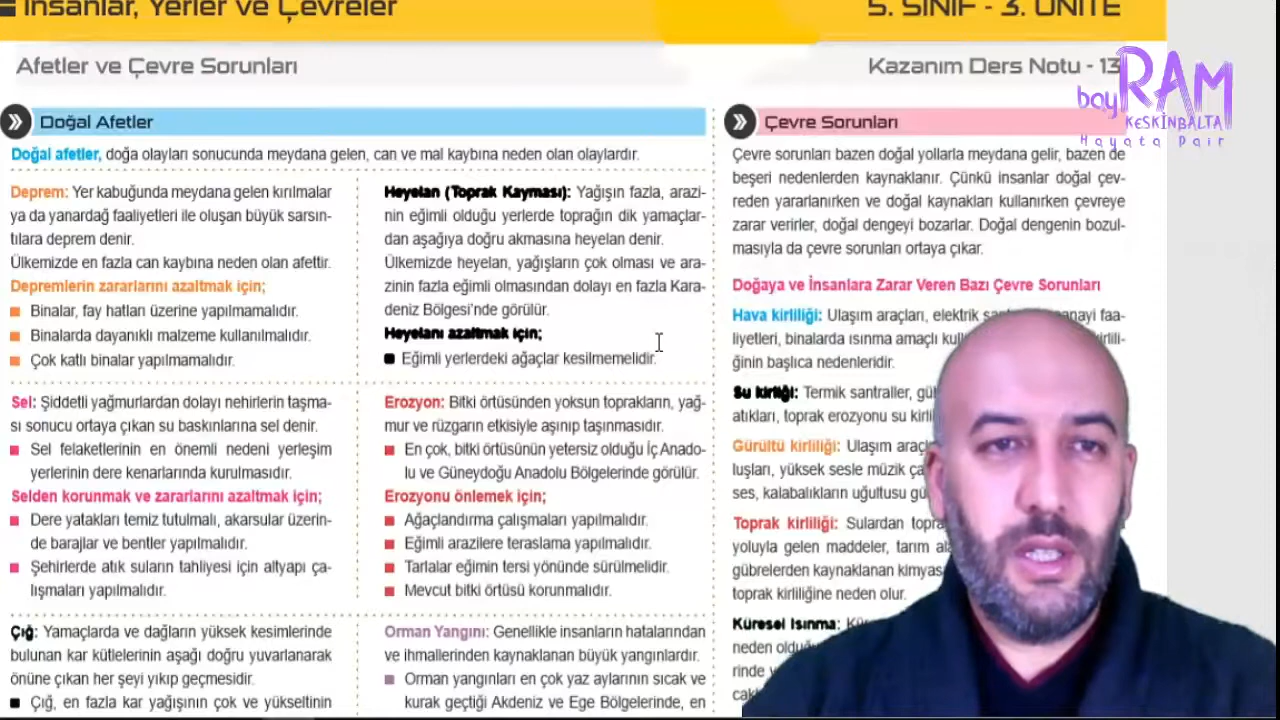 İnsanlar, Yerler ve Çevreler
5. SINIF - 3. ÜNİTE
Afetler ve Çevre Sorunları
Kazanım Ders Notu - 13
bayRAM
KESKİNBALTA
Hayata Dair
Doğal Afetler
Doğal afetler, doğa olayları sonucunda meydana gelen, can ve mal kaybına neden olan olaylardır.
Deprem: Yer kabuğunda meydana gelen kırılmalar
ya da yanardağ faaliyetleri ile oluşan büyük sarsın-
tılara deprem denir.
Ülkemizde en fazla can kaybına neden olan afettir.
Depremlerin zararlarını azaltmak için;
Binalar, fay hatları üzerine yapılmamalıdır.
Binalarda dayanıklı malzeme kullanılmalıdır.
Çok katlı binalar yapılmamalıdır.
Sel: Şiddetli yağmurlardan dolayı nehirlerin taşma-
sı sonucu ortaya çıkan su baskınlarına sel denir.
Sel felaketlerinin en önemli nedeni yerleşim
yerlerinin dere kenarlarında kurulmasıdır.
Selden korunmak ve zararlarını azaltmak için;
Dere yatakları temiz tutulmalı, akarsular üzerin-
de barajlar ve bentler yapılmalıdır.
Şehirlerde atık suların tahliyesi için altyapı ça-
lışmaları yapılmalıdır.
Çığ: Yamaçlarda ve dağların yüksek kesimlerinde
bulunan kar kütlelerinin aşağı doğru yuvarlanarak
önüne çıkan her şeyi yıkıp geçmesidir.
Çığ, en fazla kar yağışının çok ve yükseltinin
Heyelan (Toprak Kayması): Yağışın fazla, arazi-
nin eğimli olduğu yerlerde toprağın dik yamaçlar-
dan aşağıya doğru akmasına heyelan denir.
Ülkemizde heyelan, yağışların çok olması ve ara-
zinin fazla eğimli olmasından dolayı en fazla Kara-
deniz Bölgesi'nde görülür.
Heyelanı azaltmak için;
Eğimli yerlerdeki ağaçlar kesilmemelidir.
Erozyon: Bitki örtüsünden yoksun toprakların, yağ-
mur ve rüzgarın etkisiyle aşınıp taşınmasıdır.
En çok, bitki örtüsünün yetersiz olduğu İç Anado-
lu ve Güneydoğu Anadolu Bölgelerinde görülür.
Erozyonu önlemek için;
Ağaçlandırma çalışmaları yapılmalıdır.
Eğimli arazilere teraslama yapılmalıdır.
Tarlalar eğimin tersi yönünde sürülmelidir.
Mevcut bitki örtüsü korunmalıdır.
Orman Yangını: Genellikle insanların hatalarından
ve ihmallerinden kaynaklanan büyük yangınlardır.
Orman yangınları en çok yaz aylarının sıcak ve
kurak geçtiği Akdeniz ve Ege Bölgelerinde, en
Çevre Sorunları
Çevre sorunları bazen doğal yollarla meydana gelir, bazen de
beşeri nedenlerden kaynaklanır. Çünkü insanlar doğal çev-
reden yararlanırken ve doğal kaynakları kullanırken çevreye
zarar verirler, doğal dengeyi bozarlar. Doğal dengenin bozul-
masıyla da çevre sorunları ortaya çıkar.
Doğaya ve İnsanlara Zarar Veren Bazı Çevre Sorunları
Hava kirliliği: Ulaşım araçları, elektrik sanayi faa-
liyetleri, binalarda ısınma amaçlı
ğinin başlıca nedenleridir.
Su kirliği: Termik santraller,
atıkları, toprak erozyonu su
Gürültü kirliliği: Ulaşım
luşları, yüksek sesle müzik
ses, kalabalıkların uğultusu
Toprak kirliliği: Sulardan
yoluyla gelen maddeler, tarım
gübrelerden kaynaklanan
toprak kirliliğine neden olur.
Küresel Isınma:
neden
rinde